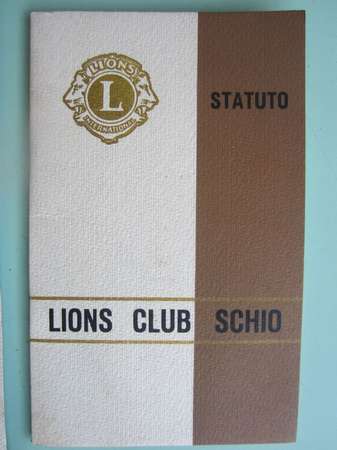 LIONS
L
INTERNATIONAL
STATUTO
LIONS CLUB SCHIO